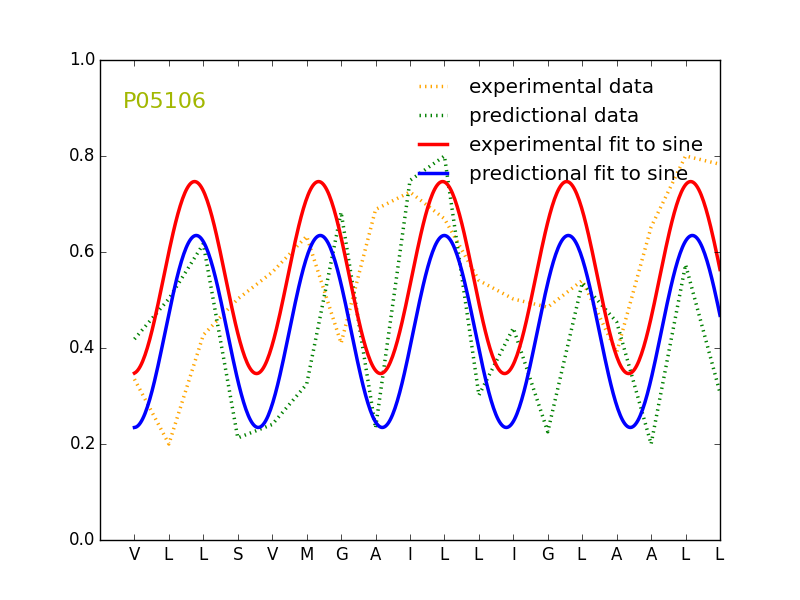 1.0
P05106
experimental data
predictional data
experimental fit to sine
predictional fit to sine
0.8
0.6
0.4
0.2
0.0
V L L S V M G A I L L I G L A A L L